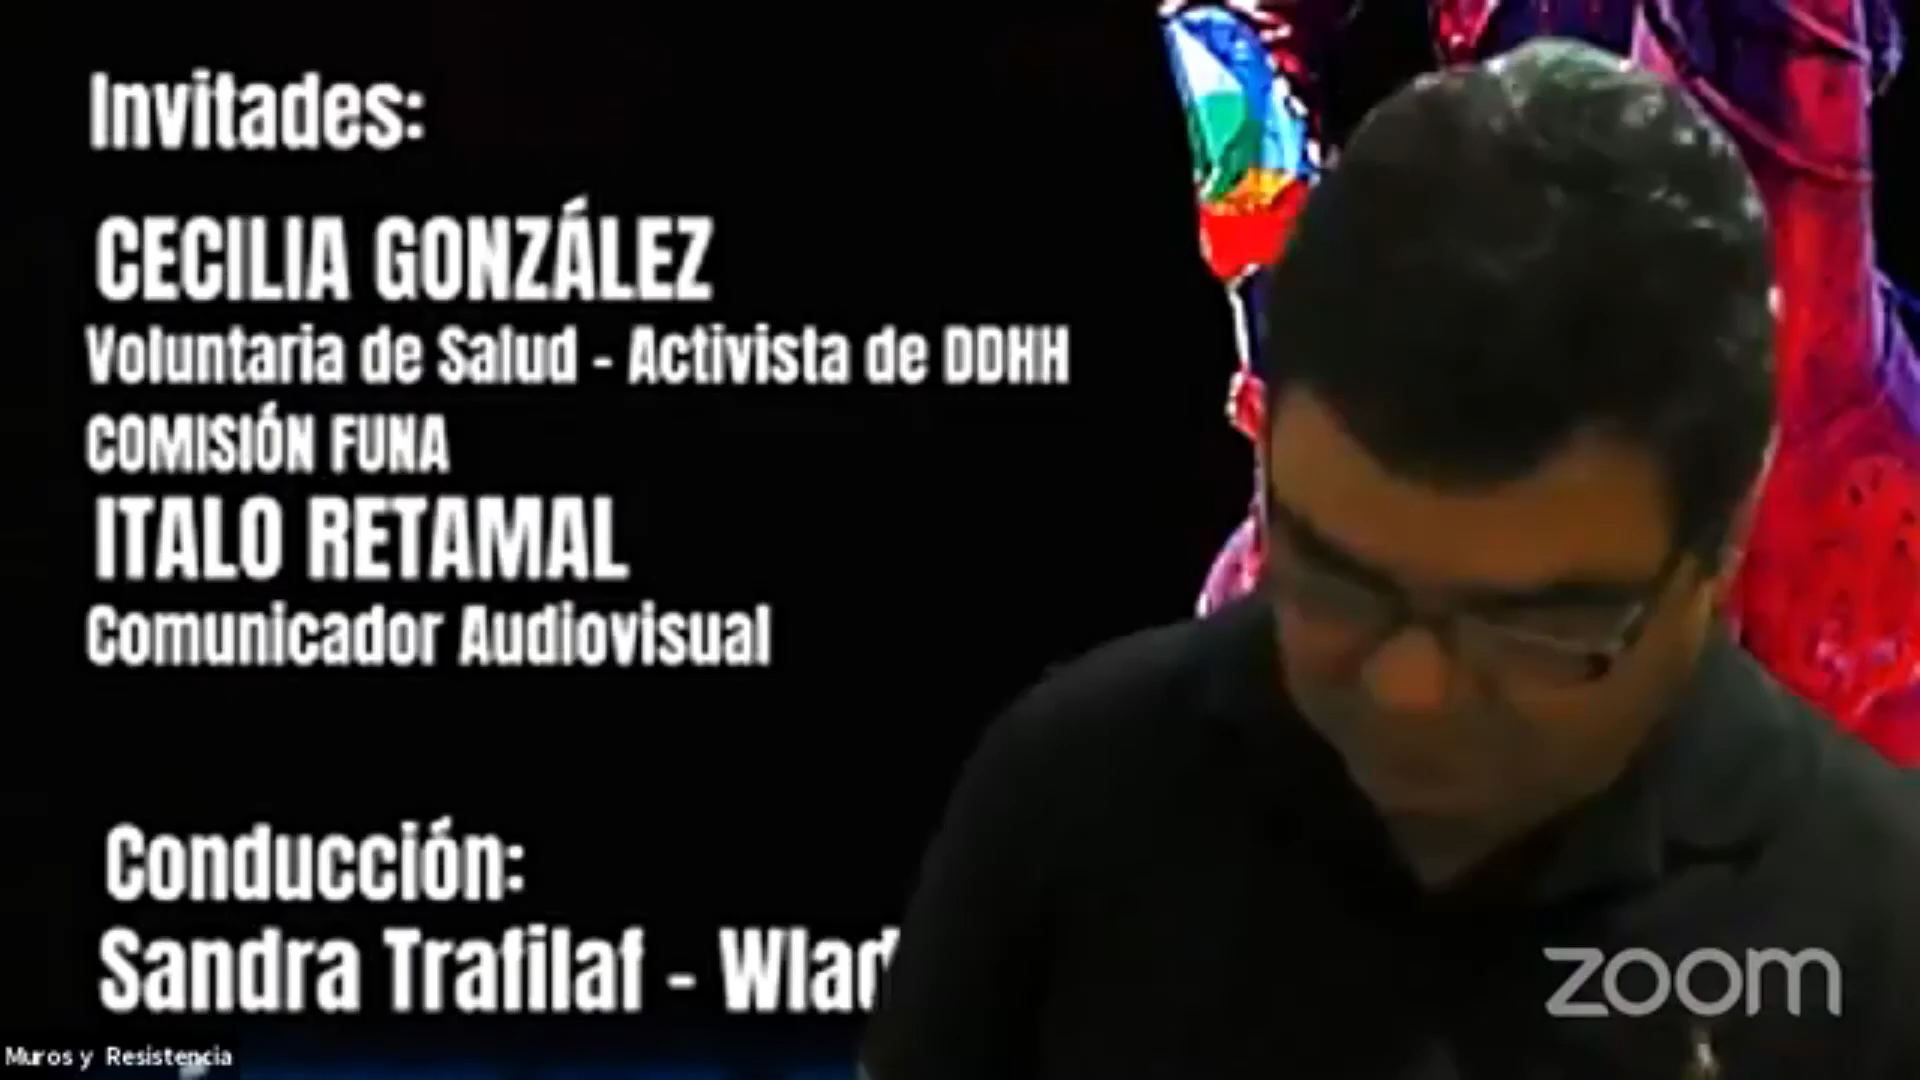 Invitades:
CECILIA GONZÁLEZ
Voluntaria de Salud - Activista de DDHH
COMISIÓN FUNA
ITALO RETAMAL
Comunicador Audiovisual
Conducción:
Sandra Trafilaf -
Muros y Resistencia
zoom